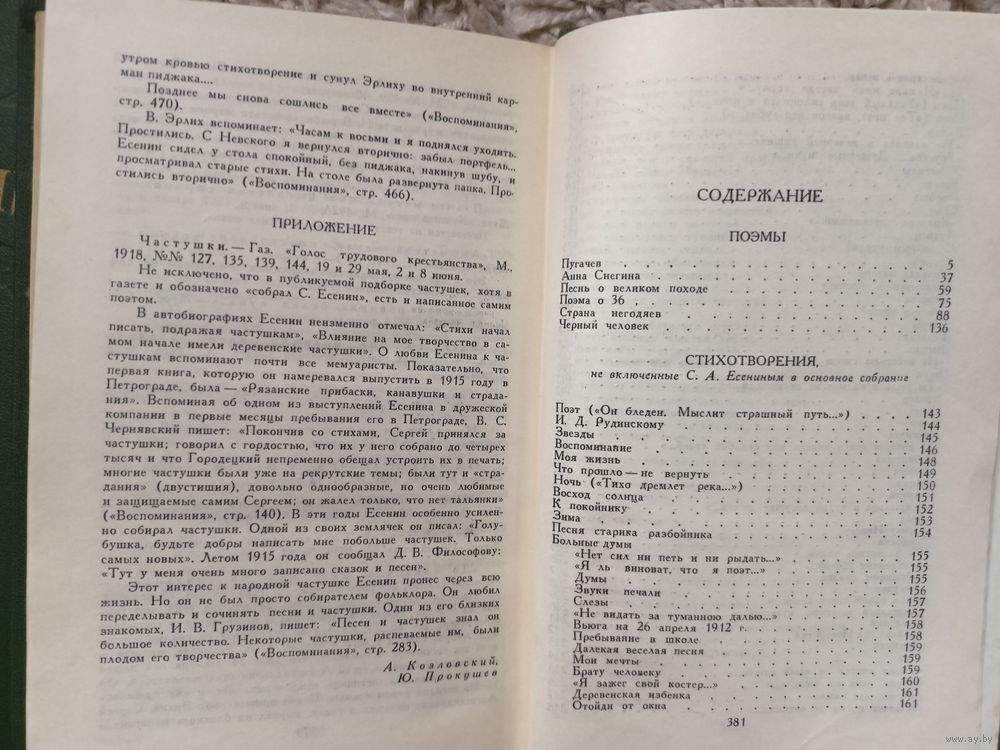 утром кровью стихотворение и сунул Эрлиху во внутренний кар-
ман пиджака....
Позднее мы снова сошлись все вместе» («Воспоминания»,
стр. 470).
В. Эрлих вспоминает: «Часам к восьми и я поднялся уходить.
Простились. С Невского я вернулся вторично: забыл портфель...
Есенин сидел у стола спокойный, без пиджака, накинув шубу, и
просматривал старые стихи. На столе была развернута папка. Про-
стились вторично» («Воспоминания», стр. 466).
ПРИЛОЖЕНИЕ
Частушки. — Газ. «Голос трудового крестьянства», М.,
1918, №№ 127, 135, 139, 144, 19 и 29 мая, 2 и 8 июня.
Не исключено, что в публикуемой подборке частушек, хотя в
газете и обозначено «собрал С. Есенин», есть и написанное самим
поэтом.
В автобиографиях Есенин неизменно отмечал: «Стихи начал
писать, подражая частушкам», «Влияние на мое творчество в са-
мом начале имели деревенские частушки». О любви Есенина к ча-
стушкам вспоминают почти все мемуаристы. Показательно, что
первая книга, которую он намеревался выпустить в 1915 году в
Петрограде, была — «Рязанские прибаски, канавушки и страда-
ния». Вспоминая об одном из выступлений Есенина в дружеской
компании в первые месяцы пребывания его в Петрограде, В. С.
Чернявский пишет: «Покончив со стихами, Сергей принялся за
частушки; говорил с гордостью, что их у него собрано до четырех
тысяч и что Городецкий непременно обещал устроить их в печать;
многие частушки были уже на рекрутские темы; были тут и «стра-
дания» (двустишия), довольно однообразные, но очень любимые
и защищаемые самим Сергеем; он жалел только, что нет тальянки»
(«Воспоминания», стр. 140). В эти годы Есенин особенно усилен-
но собирал частушки. Одной из своих землячек он писал: «Голу-
бушка, будьте добры написать мне побольше частушек. Только
самых новых». Летом 1915 года он сообщал Д. В. Философову:
«Тут у меня очень много записано сказок и песен».
Этот интерес к народной частушке Есенин пронес через всю
жизнь. Но он не был просто собирателем фольклора. Он любил
переделывать и сочинять песни и частушки. Один из его близких
знакомых, И. В. Грузинов, пишет: «Песен и частушек знал он
большое количество. Некоторые частушки, распеваемые им, были
плодом его творчества» («Воспоминания», стр. 283).
А. Козловский,
Ю. Прокушев
СОДЕРЖАНИЕ
ПОЭМЫ
Пугачев . . . . . . . . . . . . 5
Анна Снегина . . . . . . . . . . . . 37
Песнь о великом походе . . . . . . . . . . . . 59
Поэма о 36 . . . . . . . . . . . . 75
Страна негодяев . . . . . . . . . . . . 88
Черный человек . . . . . . . . . . . . 136
СТИХОТВОРЕНИЯ,
не включенные С. А. Есениным в основное собрание
Поэт («Он бледен. Мыслит страшный путь...») . . . . 143
И. Д. Рудинскому . . . . . . . . . . . . 144
Звезды . . . . . . . . . . . . 145
Воспоминание . . . . . . . . . . . . 146
Моя жизнь . . . . . . . . . . . . 148
Что прошло — не вернуть . . . . . . . . . . . . 149
Ночь («Тихо дремлет река...») . . . . . . . . . . 150
Восход солнца . . . . . . . . . . . . 151
К покойнику . . . . . . . . . . . . 152
Зима . . . . . . . . . . . . 153
Песня старика разбойника . . . . . . . . . . . . 154
Больные думы
«Нет сил ни петь и ни рыдать...» . . . . . . . . 155
«Я ль виноват, что я поэт...» . . . . . . . . 155
Думы . . . . . . . . . . . . 155
Звуки печали . . . . . . . . . . . . 156
Слезы . . . . . . . . . . . . 157
«Не видать за туманною далью...» . . . . . . . . 157
Вьюга на 26 апреля 1912 г. . . . . . . . . . 158
Пребывание в школе . . . . . . . . . . . . 158
Далекая веселая песня . . . . . . . . . . . . 159
Мои мечты . . . . . . . . . . . . 159
Брату человеку . . . . . . . . . . . . 159
«Я зажег свой костер...» . . . . . . . . . . . . 160
Деревенская избенка . . . . . . . . . . . . 161
Отойди от окна . . . . . . . . . . . . 161
381
www.ay.by